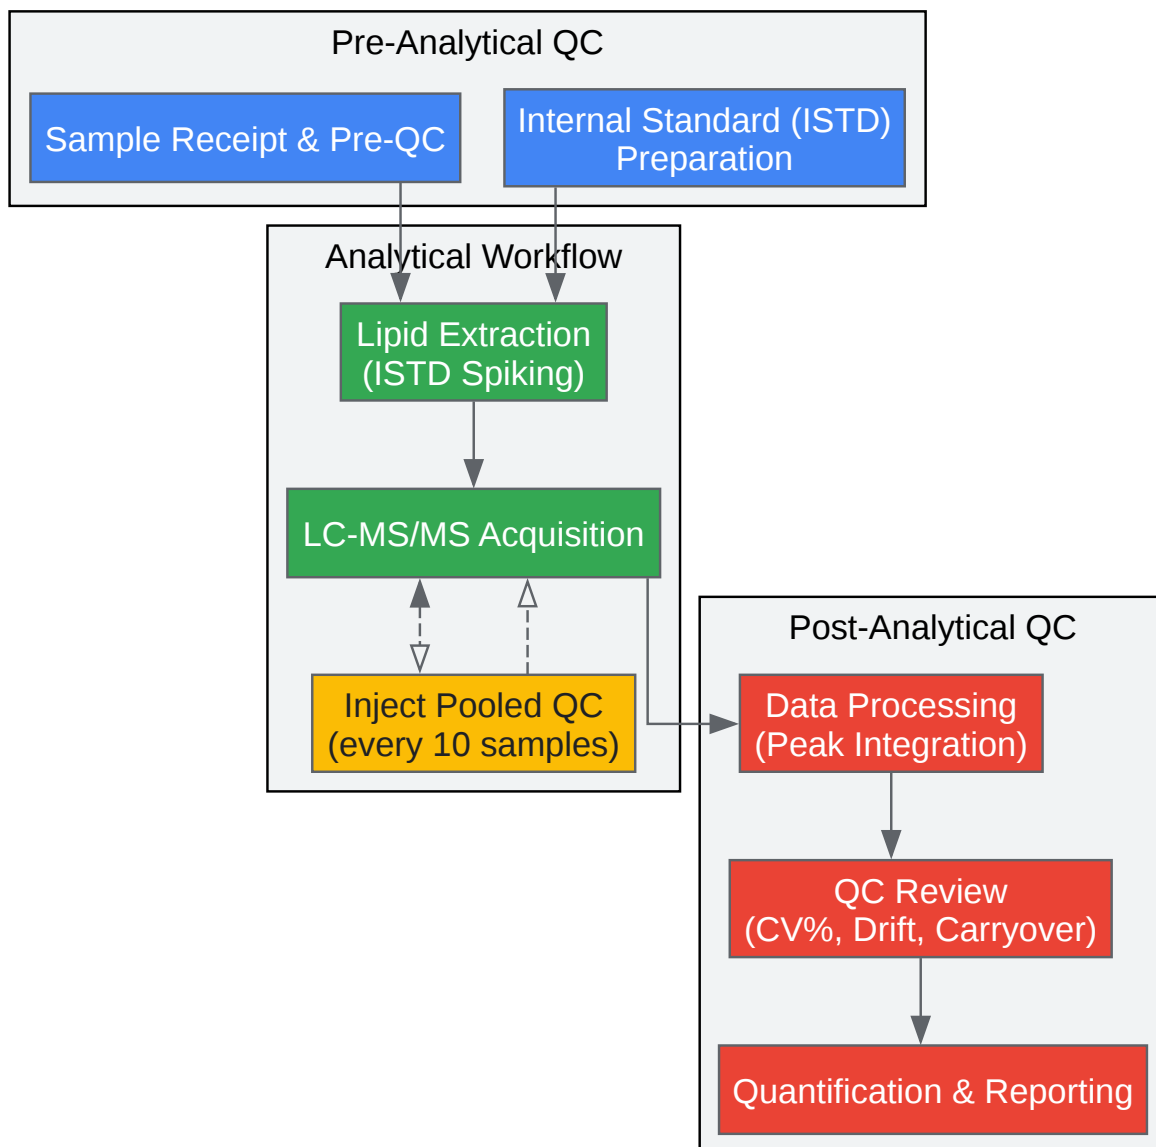 Pre-Analytical QC
Sample Receipt & Pre-QC
Internal Standard (ISTD)
Preparation
Analytical Workflow
Lipid Extraction
(ISTD Spiking)
LC-MS/MS Acquisition
Inject Pooled QC
(every 10 samples)
Post-Analytical QC
Data Processing
(Peak Integration)
QC Review
(CV%, Drift, Carryover)
Quantification & Reporting